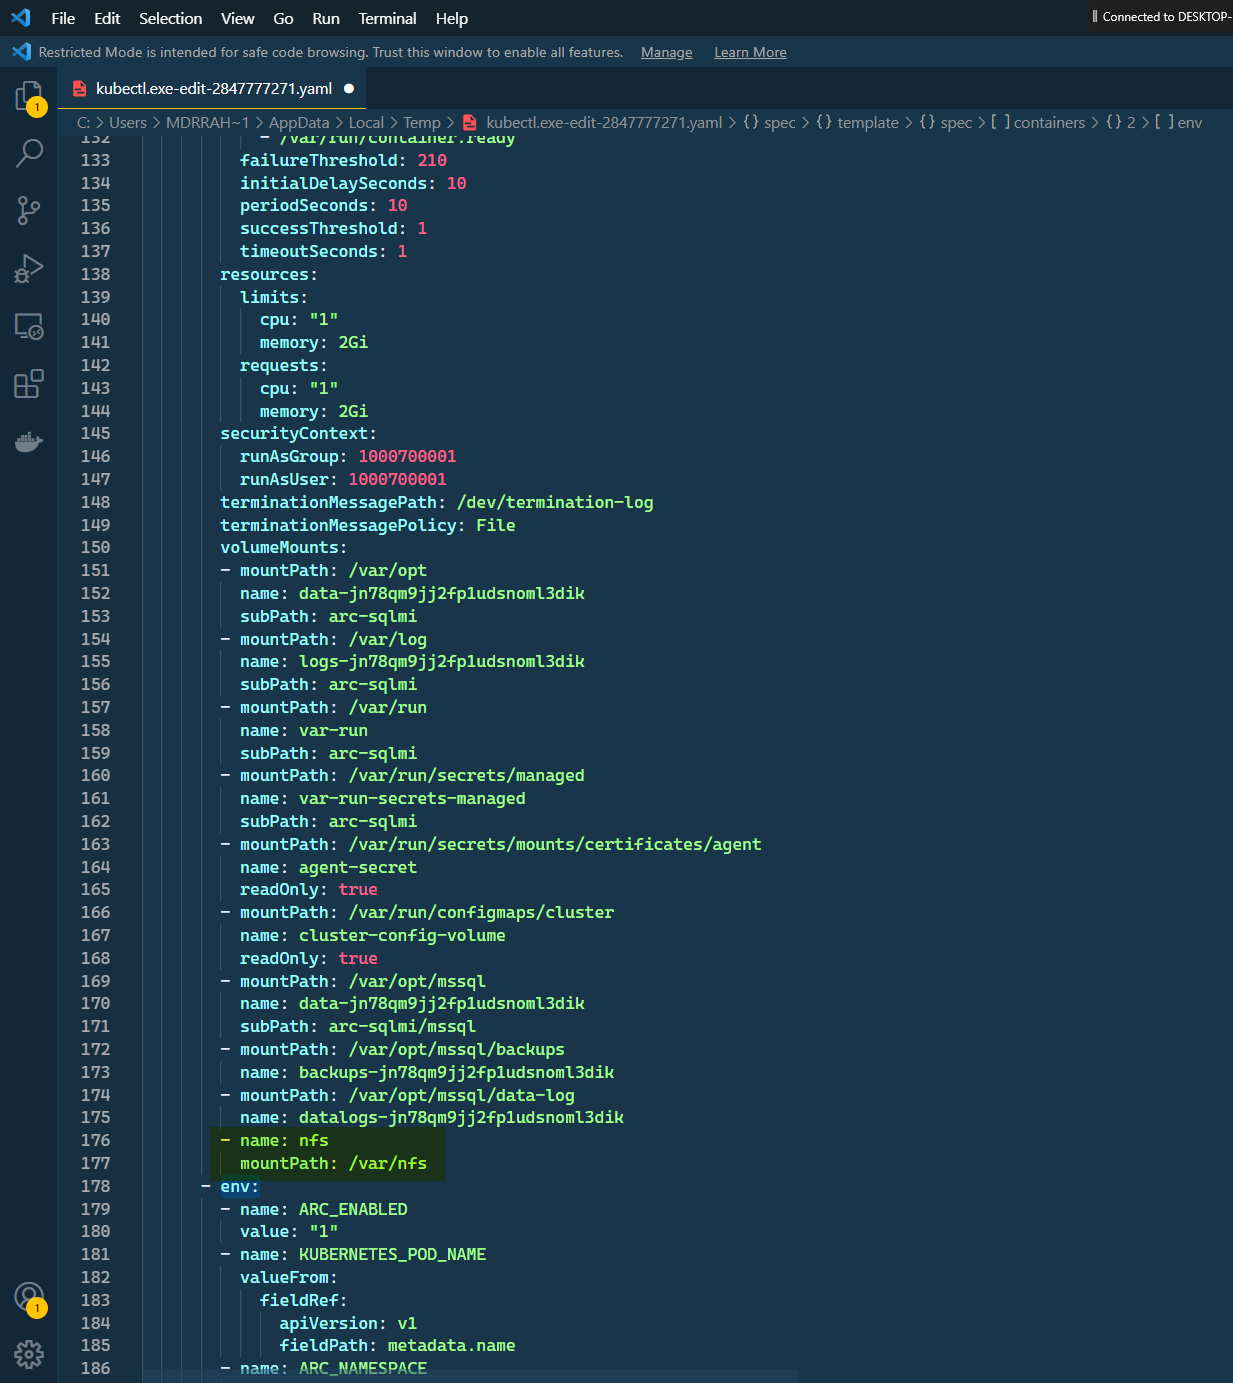 File Edit Selection View Go Run Terminal Help
Connected to DESKTOP-
Restricted Mode is intended for safe code browsing. Trust this window to enable all features. Manage Learn More
kubectl.exe-edit-2847777271.yaml
C: > Users > MDRRAH~1 > AppData > Local > Temp > kubectl.exe-edit-2847777271.yaml > {} spec > {} template > {} spec > [ ] containers > {} 2 > [ ] env
132 - /var/run/container.ready
133 failureThreshold: 210
134 initialDelaySeconds: 10
135 periodSeconds: 10
136 successThreshold: 1
137 timeoutSeconds: 1
138 resources:
139 limits:
140 cpu: "1"
141 memory: 2Gi
142 requests:
143 cpu: "1"
144 memory: 2Gi
145 securityContext:
146 runAsGroup: 1000700001
147 runAsUser: 1000700001
148 terminationMessagePath: /dev/termination-log
149 terminationMessagePolicy: File
150 volumeMounts:
151 - mountPath: /var/opt
152 name: data-jn78qm9jj2fp1udsnoml3dik
153 subPath: arc-sqlmi
154 - mountPath: /var/log
155 name: logs-jn78qm9jj2fp1udsnoml3dik
156 subPath: arc-sqlmi
157 - mountPath: /var/run
158 name: var-run
159 subPath: arc-sqlmi
160 - mountPath: /var/run/secrets/managed
161 name: var-run-secrets-managed
162 subPath: arc-sqlmi
163 - mountPath: /var/run/secrets/mounts/certificates/agent
164 name: agent-secret
165 readOnly: true
166 - mountPath: /var/run/configmaps/cluster
167 name: cluster-config-volume
168 readOnly: true
169 - mountPath: /var/opt/mssql
170 name: data-jn78qm9jj2fp1udsnoml3dik
171 subPath: arc-sqlmi/mssql
172 - mountPath: /var/opt/mssql/backups
173 name: backups-jn78qm9jj2fp1udsnoml3dik
174 - mountPath: /var/opt/mssql/data-log
175 name: datalogs-jn78qm9jj2fp1udsnoml3dik
176 - name: nfs
177 mountPath: /var/nfs
178 - env:
179 - name: ARC_ENABLED
180 value: "1"
181 - name: KUBERNETES_POD_NAME
182 valueFrom:
183 fieldRef:
184 apiVersion: v1
185 fieldPath: metadata.name
186 - name: ARC_NAMESPACE
1
1